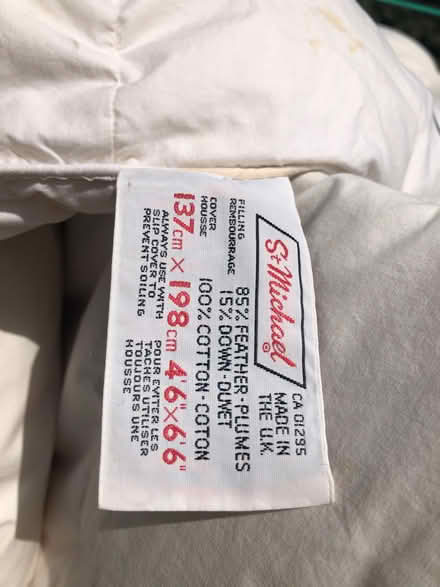 St Michael®
CA 01295
MADE IN
THE U.K.
FILLING
REMBOURRAGE
85% FEATHER·PLUMES
15% DOWN·DUVET
COVER
HOUSSE
100% COTTON·COTON
137cm × 198cm 4'6"×6'6"
ALWAYS USE WITH
SLIP COVER TO
PREVENT SOILING
POUR EVITER LES
TACHES UTILISER
TOUJOURS UNE
HOUSSE